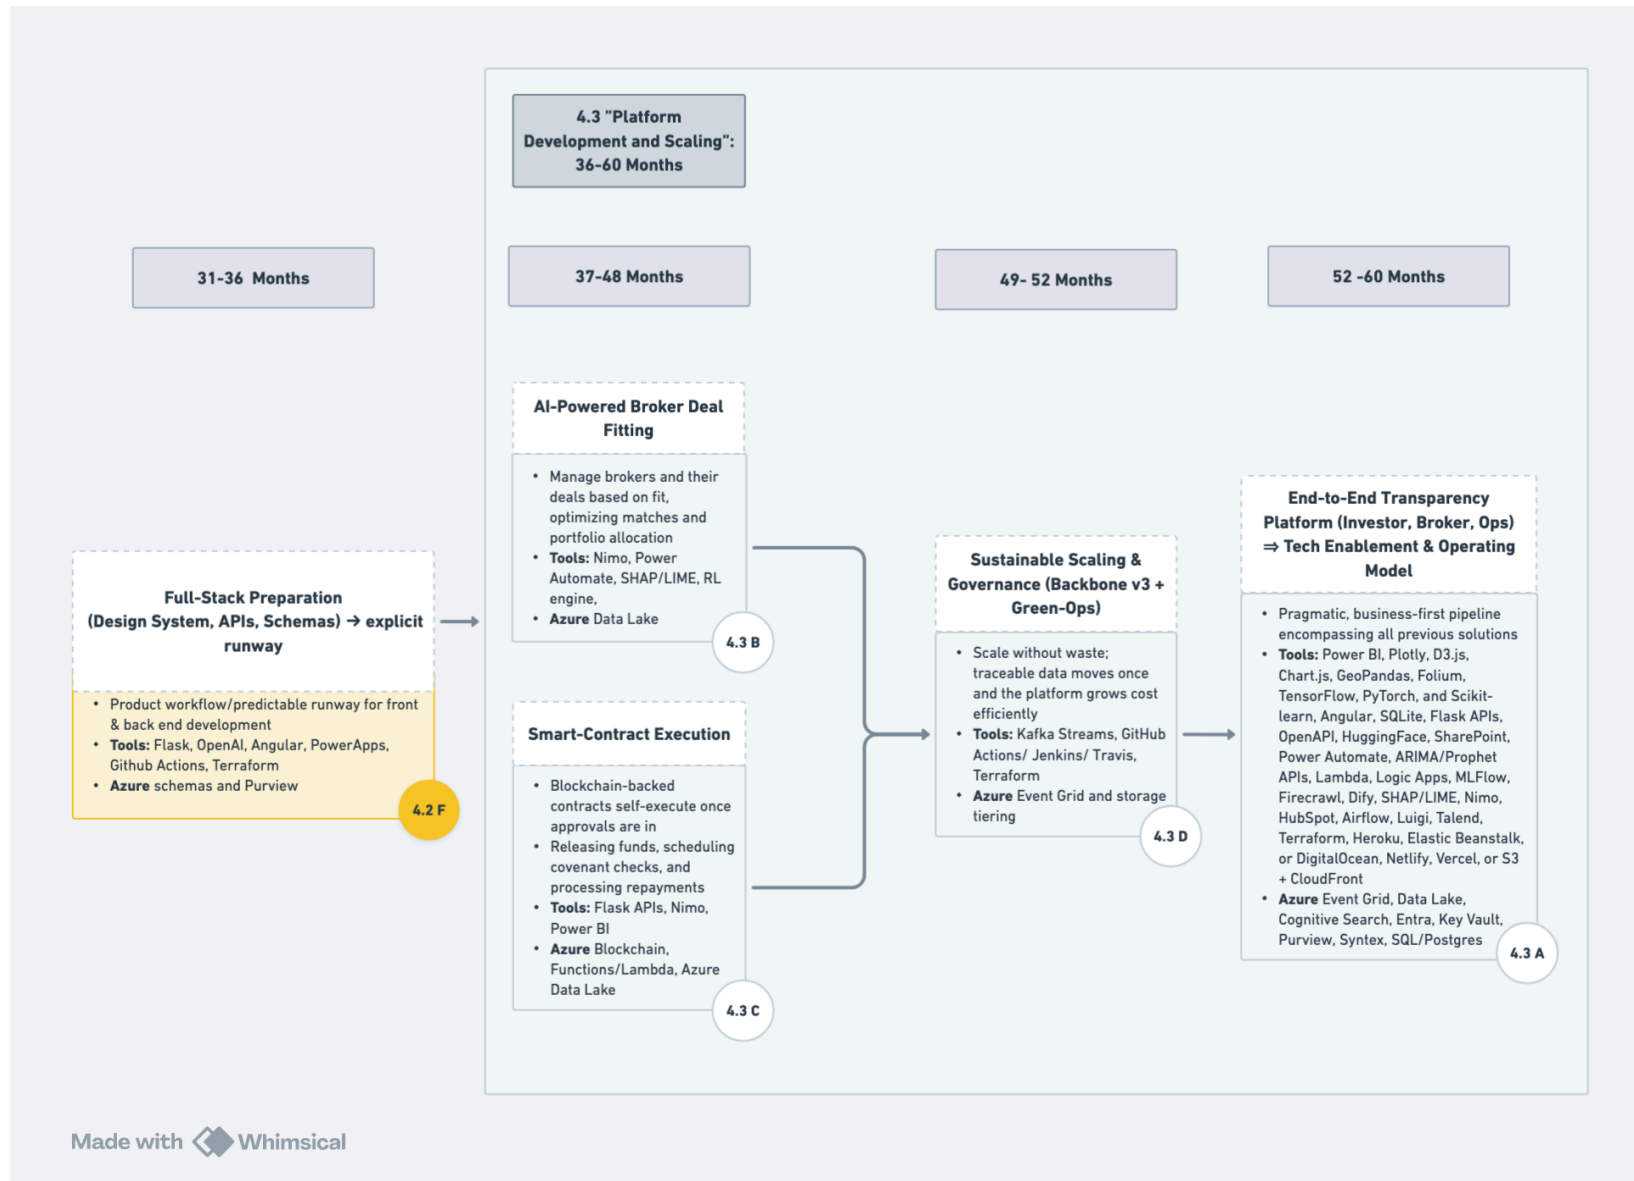 4.3 "Platform
Development and Scaling":
36-60 Months
31-36 Months
37-48 Months
49- 52 Months
52 -60 Months
Full-Stack Preparation
(Design System, APIs, Schemas) → explicit
runway
• Product workflow/predictable runway for front
& back end development
• Tools: Flask, OpenAI, Angular, PowerApps,
Github Actions, Terraform
• Azure schemas and Purview
4.2 F
AI-Powered Broker Deal
Fitting
• Manage brokers and their
deals based on fit,
optimizing matches and
portfolio allocation
• Tools: Nimo, Power
Automate, SHAP/LIME, RL
engine,
• Azure Data Lake
4.3 B
Smart-Contract Execution
• Blockchain-backed
contracts self-execute once
approvals are in
• Releasing funds, scheduling
covenant checks, and
processing repayments
• Tools: Flask APIs, Nimo,
Power BI
• Azure Blockchain,
Functions/Lambda, Azure
Data Lake
4.3 C
Sustainable Scaling &
Governance (Backbone v3 +
Green-Ops)
• Scale without waste;
traceable data moves once
and the platform grows cost
efficiently
• Tools: Kafka Streams, GitHub
Actions/ Jenkins/ Travis,
Terraform
• Azure Event Grid and storage
tiering
4.3 D
End-to-End Transparency
Platform (Investor, Broker, Ops)
⇒ Tech Enablement & Operating
Model
• Pragmatic, business-first pipeline
encompassing all previous solutions
• Tools: Power BI, Plotly, D3.js,
Chart.js, GeoPandas, Folium,
TensorFlow, PyTorch, and Scikit-
learn, Angular, SQLite, Flask APIs,
OpenAPI, HuggingFace, SharePoint,
Power Automate, ARIMA/Prophet
APIs, Lambda, Logic Apps, MLFlow,
Firecrawl, Dify, SHAP/LIME, Nimo,
HubSpot, Airflow, Luigi, Talend,
Terraform, Heroku, Elastic Beanstalk,
or DigitalOcean, Netlify, Vercel, or S3
+ CloudFront
• Azure Event Grid, Data Lake,
Cognitive Search, Entra, Key Vault,
Purview, Syntex, SQL/Postgres
4.3 A
Made with Whimsical